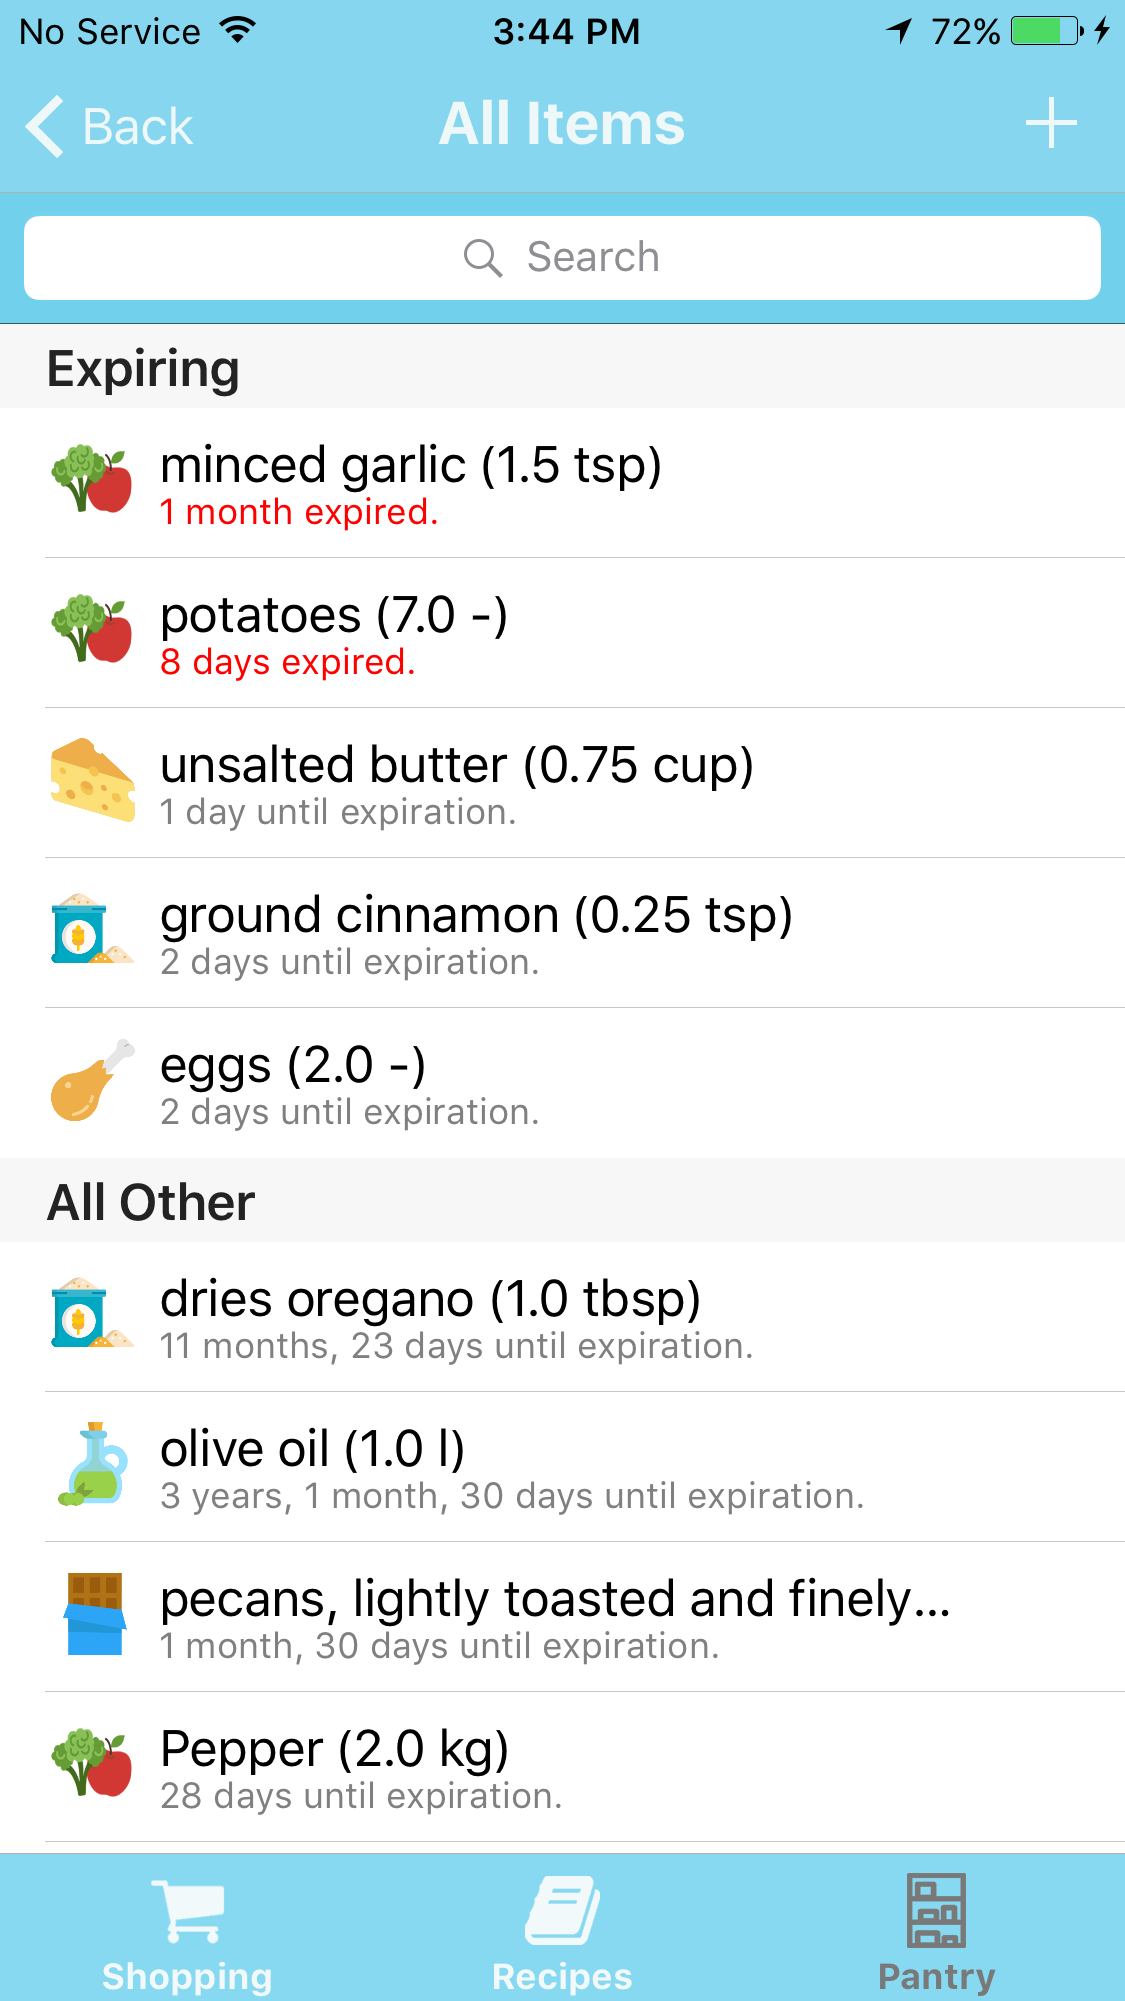 No Service 3:44 PM 72%
Back All Items
Search
Expiring
minced garlic (1.5 tsp)
1 month expired.
potatoes (7.0 -)
8 days expired.
unsalted butter (0.75 cup)
1 day until expiration.
ground cinnamon (0.25 tsp)
2 days until expiration.
eggs (2.0 -)
2 days until expiration.
All Other
dries oregano (1.0 tbsp)
11 months, 23 days until expiration.
olive oil (1.0 l)
3 years, 1 month, 30 days until expiration.
pecans, lightly toasted and finely...
1 month, 30 days until expiration.
Pepper (2.0 kg)
28 days until expiration.
Shopping Recipes Pantry